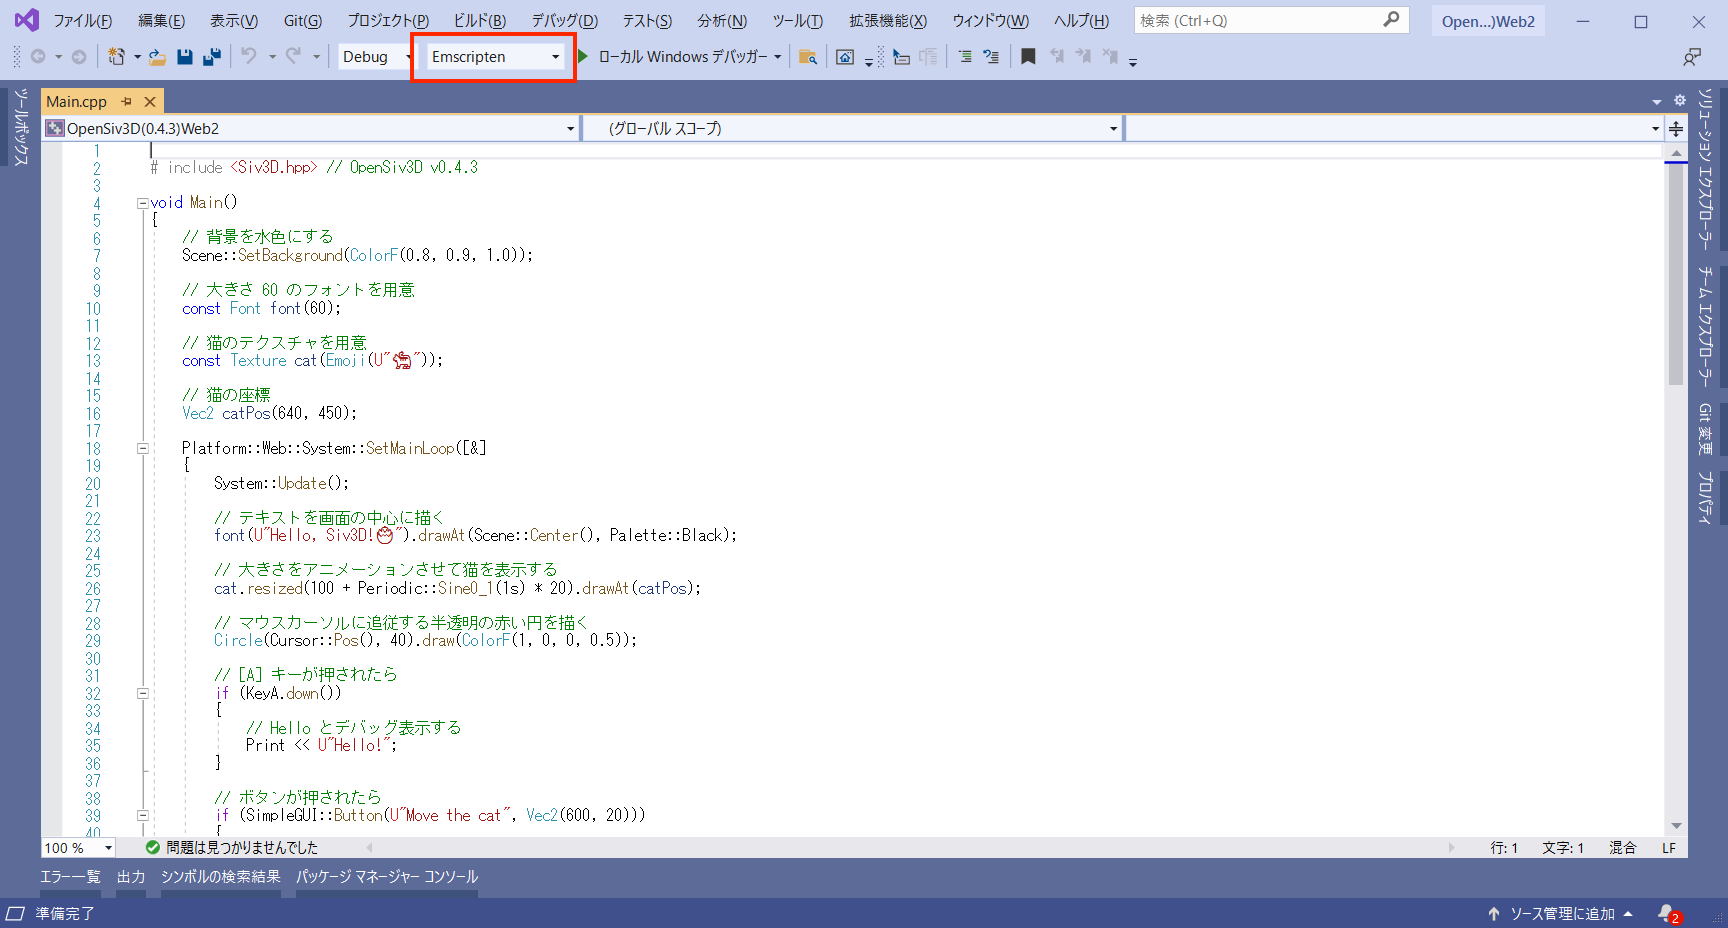 ファイル(F) 編集(E) 表示(V) Git(G) プロジェクト(P) ビルド(B) デバッグ(D) テスト(S) 分析(N) ツール(T) 拡張機能(X) ウィンドウ(W) ヘルプ(H) 検索 (Ctrl+Q) Open...)Web2
Debug Emscripten ローカル Windows デバッガー
ツールボックス
Main.cpp
OpenSiv3D(0.4.3)Web2 (グローバル スコープ)
1
2 # include <Siv3D.hpp> // OpenSiv3D v0.4.3
3
4 void Main()
5 {
6 // 背景を水色にする
7 Scene::SetBackground(ColorF(0.8, 0.9, 1.0));
8
9 // 大きさ 60 のフォントを用意
10 const Font font(60);
11
12 // 猫のテクスチャを用意
13 const Texture cat(Emoji(U"🐈"));
14
15 // 猫の座標
16 Vec2 catPos(640, 450);
17
18 Platform::Web::System::SetMainLoop([&]
19 {
20 System::Update();
21
22 // テキストを画面の中心に描く
23 font(U"Hello, Siv3D!🐣").drawAt(Scene::Center(), Palette::Black);
24
25 // 大きさをアニメーションさせて猫を表示する
26 cat.resized(100 + Periodic::Sine0_1(1s) * 20).drawAt(catPos);
27
28 // マウスカーソルに追従する半透明の赤い円を描く
29 Circle(Cursor::Pos(), 40).draw(ColorF(1, 0, 0, 0.5));
30
31 // [A] キーが押されたら
32 if (KeyA.down())
33 {
34 // Hello とデバッグ表示する
35 Print << U"Hello!";
36 }
37
38 // ボタンが押されたら
39 if (SimpleGUI::Button(U"Move the cat", Vec2(600, 20)))
40 {
ソリューション エクスプローラー
チーム エクスプローラー
Git 変更
プロパティ
100 % 問題は見つかりませんでした 行: 1 文字: 1 混合 LF
エラー一覧 出力 シンボルの検索結果 パッケージ マネージャー コンソール
準備完了 ソース管理に追加 2